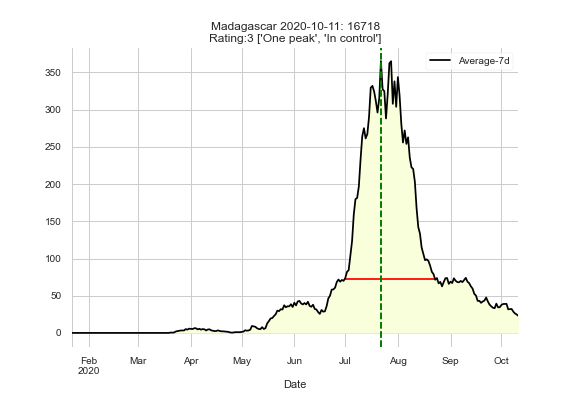 Madagascar 2020-10-11: 16718
Rating:3 ['One peak', 'In control']
Average-7d
350
300
250
200
150
100
50
0
Feb Mar Apr May Jun Jul Aug Sep Oct
2020
Date